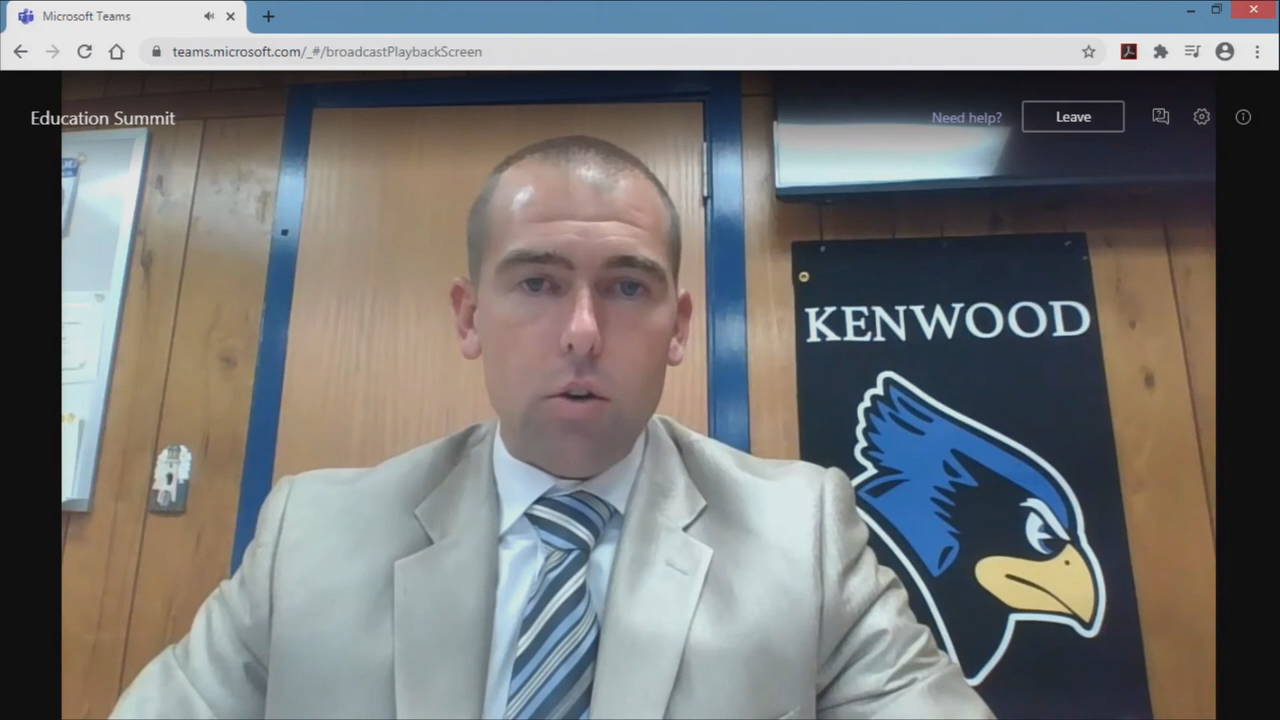 Microsoft Teams
teams.microsoft.com/_#/broadcastPlaybackScreen
Education Summit
Need help?
Leave
KENWOOD